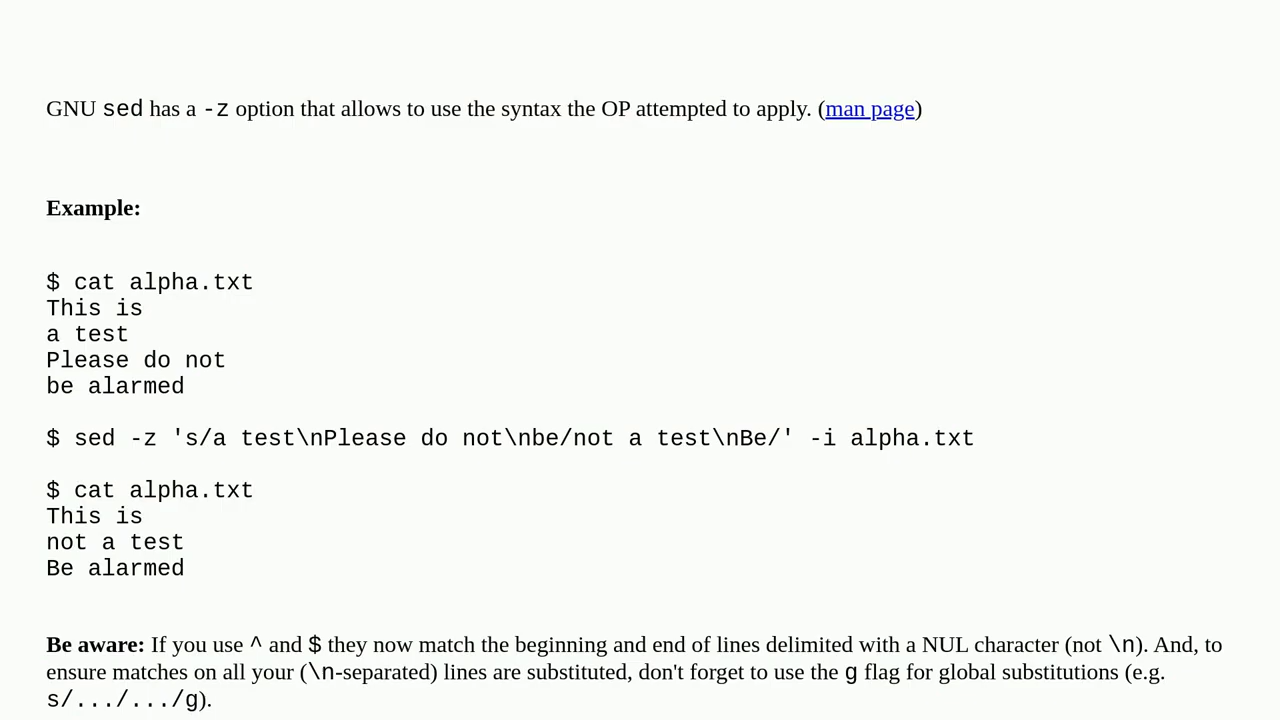 GNU sed has a -z option that allows to use the syntax the OP attempted to apply. (man page)
Example:
$ cat alpha.txt
This is
a test
Please do not
be alarmed
$ sed -z 's/a test\nPlease do not\nbe/not a test\nBe/' -i alpha.txt
$ cat alpha.txt
This is
not a test
Be alarmed
Be aware: If you use ^ and $ they now match the beginning and end of lines delimited with a NUL character (not \n). And, to
ensure matches on all your (\n-separated) lines are substituted, don't forget to use the g flag for global substitutions (e.g.
s/.../.../g).